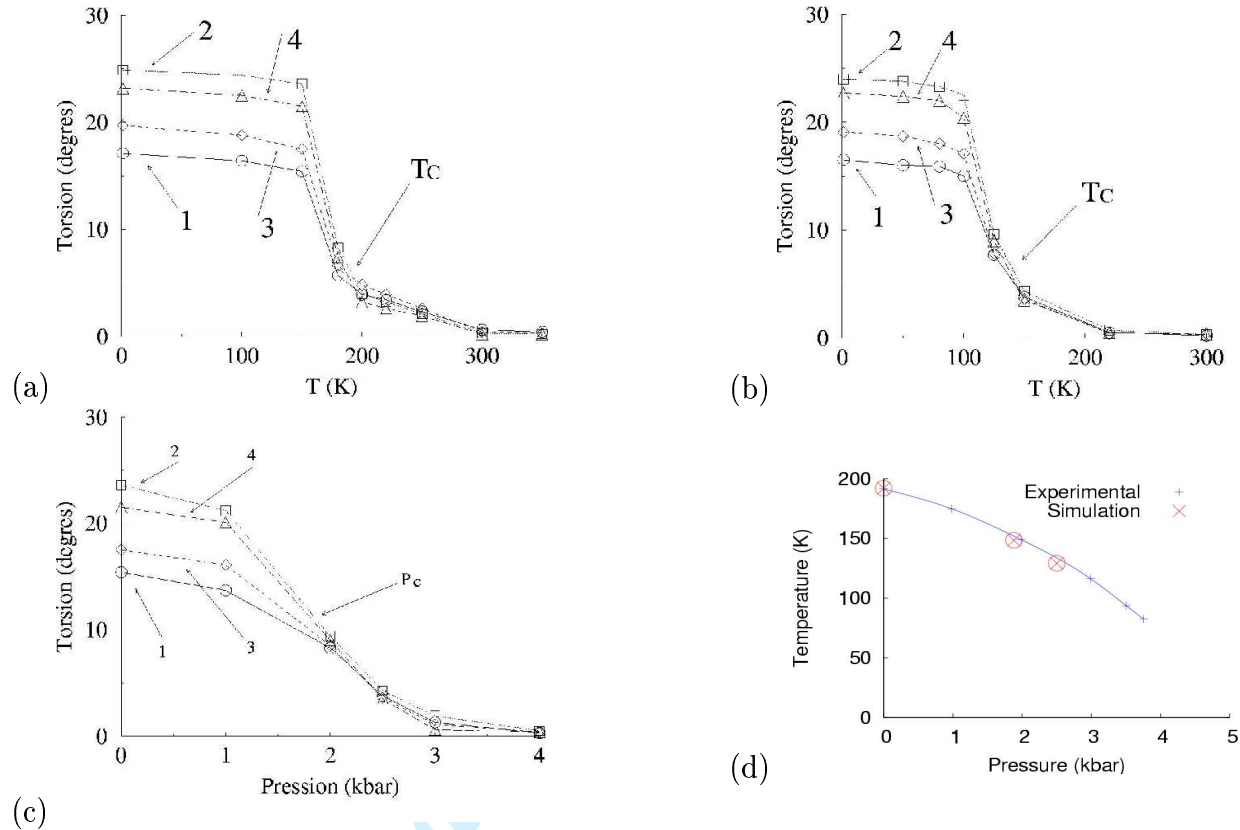 30
20
10
0
Torsion (degres)
2
4
1
3
TC
0
100
200
300
T (K)
(a)
30
20
10
0
Torsion (degres)
2
4
1
3
TC
0
100
200
300
T (K)
(b)
30
20
10
0
Torsion (degres)
2
4
1
3
Pc
0
1
2
3
4
Pression (kbar)
(c)
200
150
100
50
0
Temperature (K)
Experimental
Simulation
0
1
2
3
4
5
Pressure (kbar)
(d)